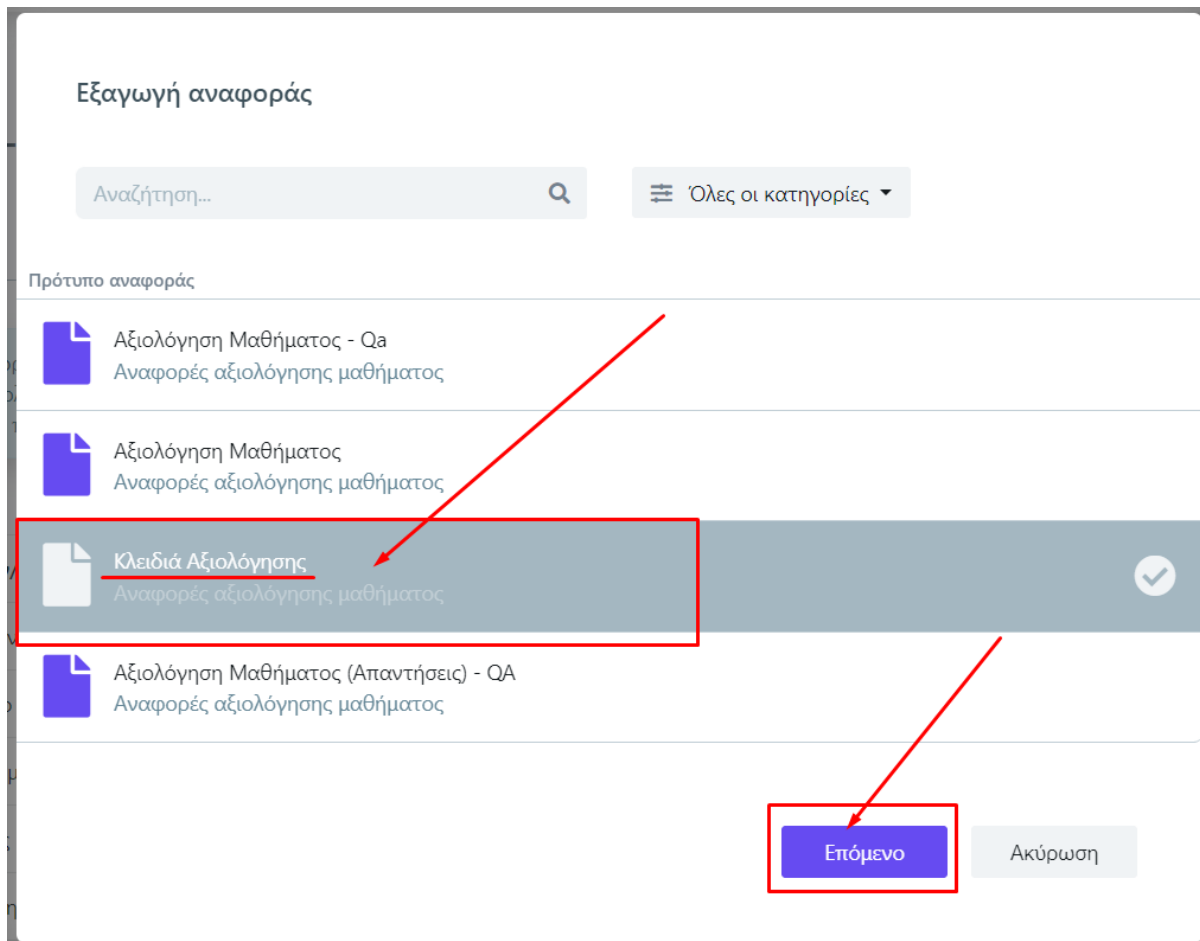 Εξαγωγή αναφοράς
Αναζήτηση... Όλες οι κατηγορίες
Πρότυπο αναφοράς
Αξιολόγηση Μαθήματος - Qa
Αναφορές αξιολόγησης μαθήματος
Αξιολόγηση Μαθήματος
Αναφορές αξιολόγησης μαθήματος
Κλειδιά Αξιολόγησης
Αναφορές αξιολόγησης μαθήματος
Αξιολόγηση Μαθήματος (Απαντήσεις) - QA
Αναφορές αξιολόγησης μαθήματος
Επόμενο Ακύρωση